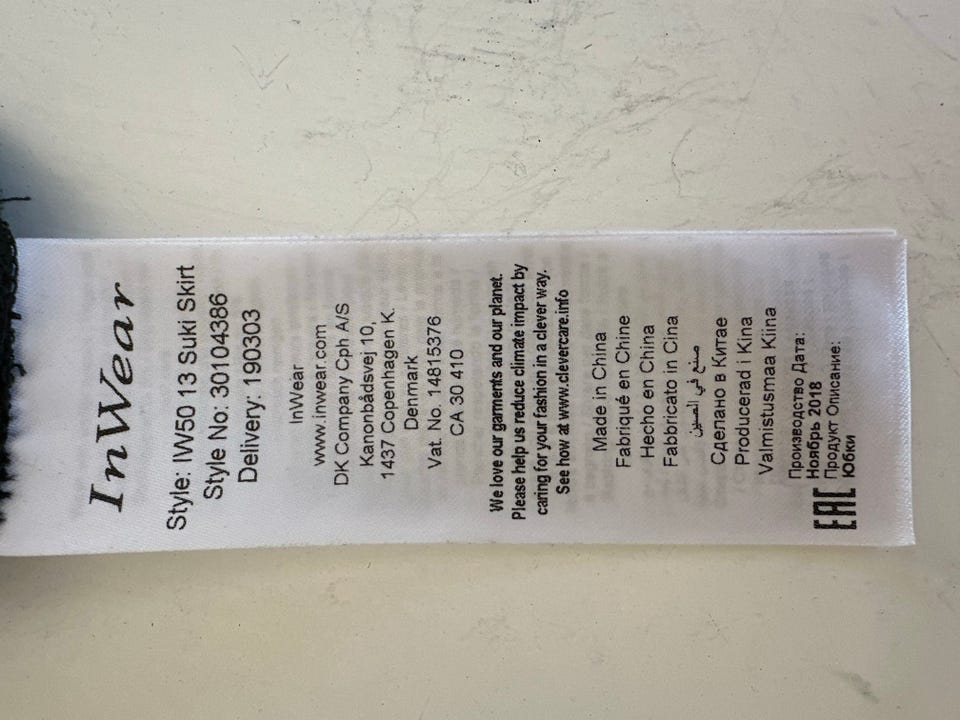 InWear
Style: IW50 13 Suki Skirt
Style No: 30104386
Delivery: 190303
InWear
www.inwear.com
DK Company Cph A/S
Kanonbådsvej 10,
1437 Copenhagen K.
Denmark
Vat. No. 14815376
CA 30 410
We love our garments and our planet.
Please help us reduce climate impact by
caring for your fashion in a clever way.
See how at www.clevercare.info
Made in China
Fabriqué en Chine
Hecho en China
Fabbricato in Cina
صنع في الصين
Сделано в Китае
Producerad i Kina
Valmistusmaa Kiina
Производство Дата:
Ноябрь 2018
Продукт Описание:
Юбки
EAC